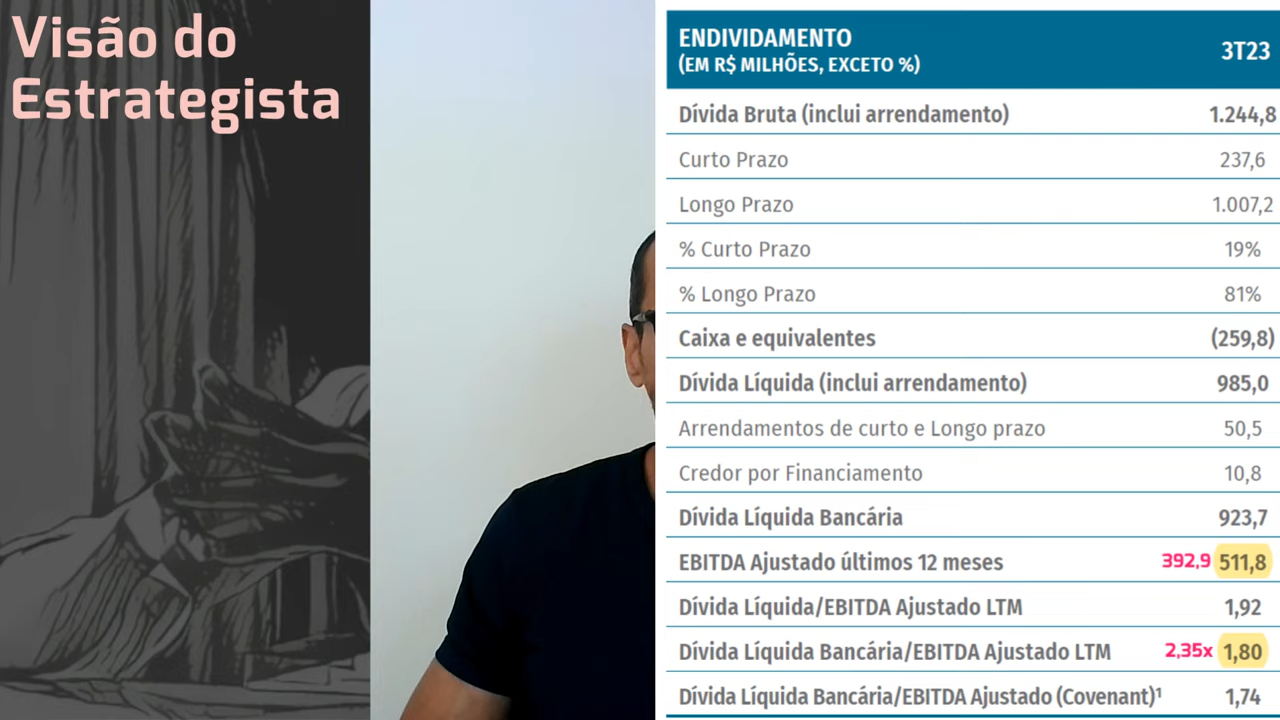 Visão do
Estrategista
ENDIVIDAMENTO
(EM R$ MILHÕES, EXCETO %) 3T23
Dívida Bruta (inclui arrendamento) 1.244,8
Curto Prazo 237,6
Longo Prazo 1.007,2
% Curto Prazo 19%
% Longo Prazo 81%
Caixa e equivalentes (259,8)
Dívida Líquida (inclui arrendamento) 985,0
Arrendamentos de curto e Longo prazo 50,5
Credor por Financiamento 10,8
Dívida Líquida Bancária 923,7
EBITDA Ajustado últimos 12 meses 392,9 511,8
Dívida Líquida/EBITDA Ajustado LTM 1,92
Dívida Líquida Bancária/EBITDA Ajustado LTM 2,35x 1,80
Dívida Líquida Bancária/EBITDA Ajustado (Covenant)¹ 1,74